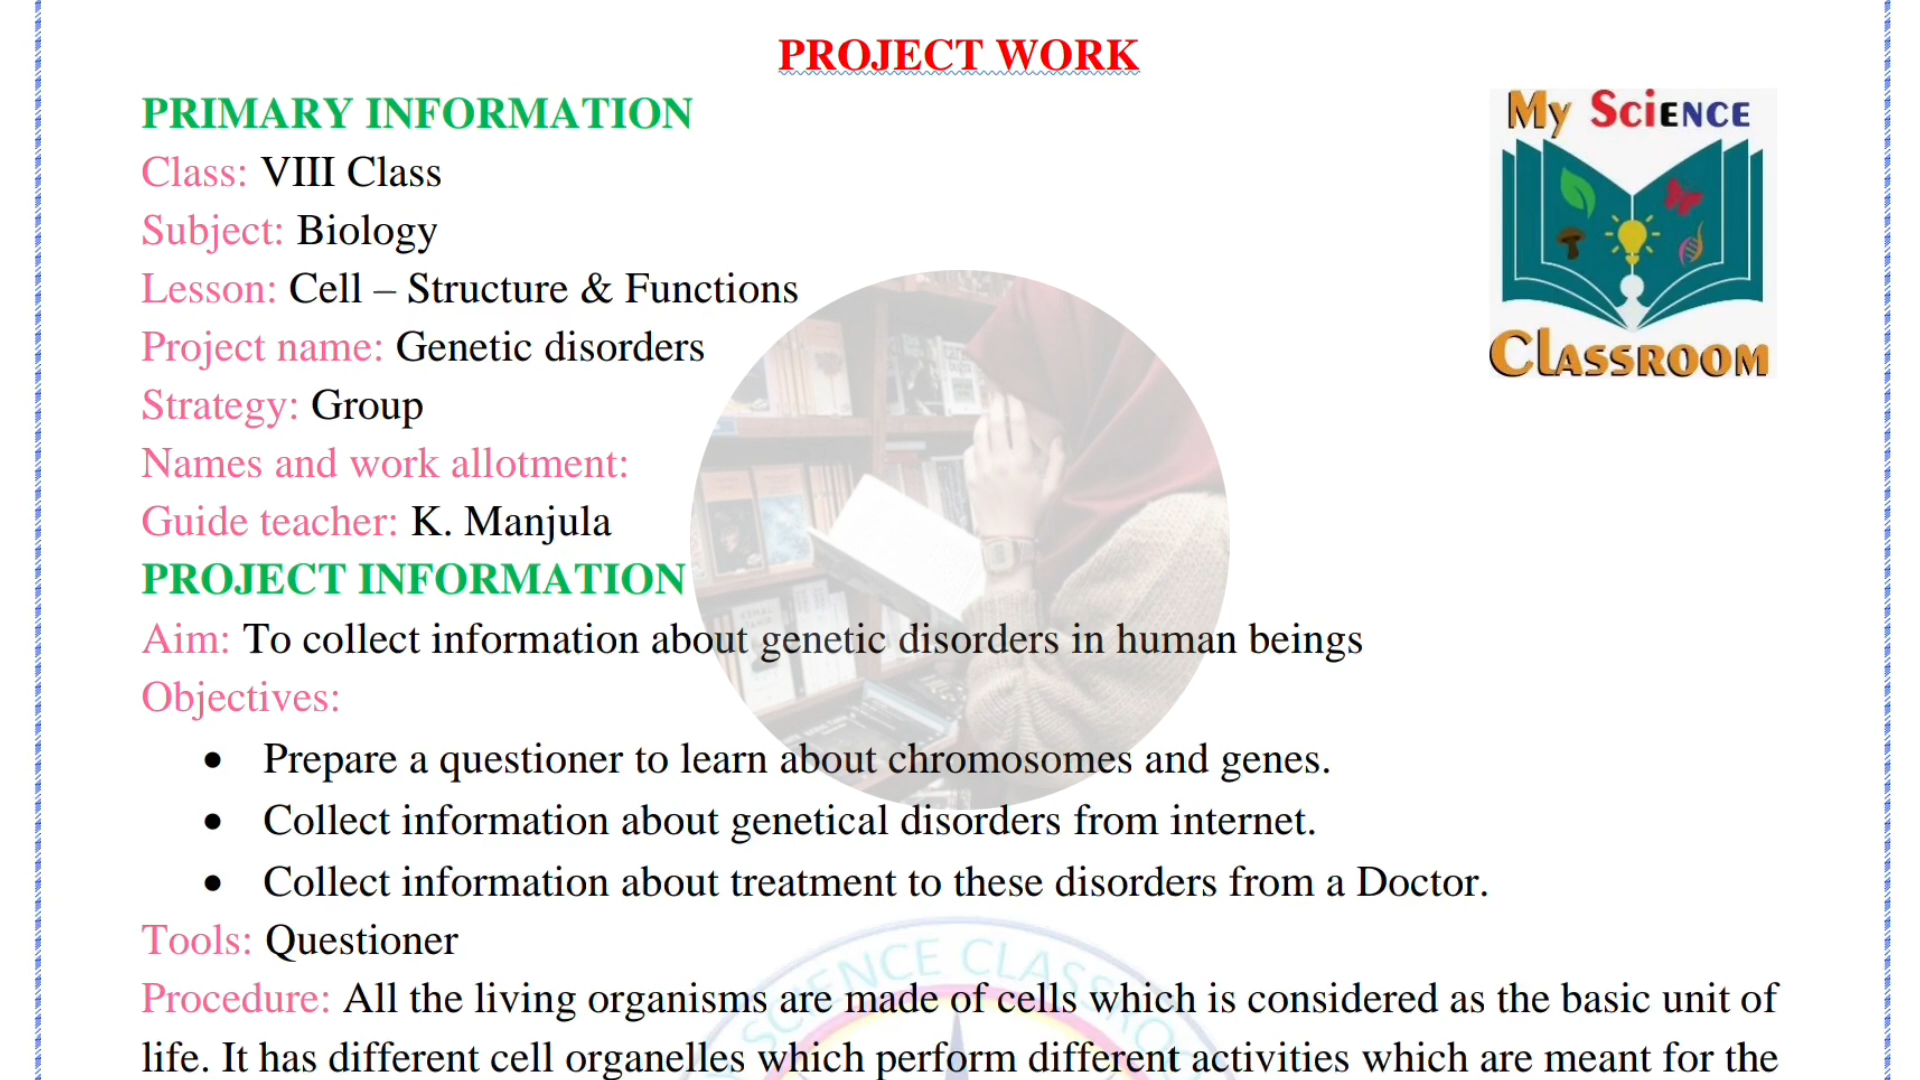 PROJECT WORK
PRIMARY INFORMATION
My SciENCE
CLASSROOM
Class: VIII Class
Subject: Biology
Lesson: Cell – Structure & Functions
Project name: Genetic disorders
Strategy: Group
Names and work allotment:
Guide teacher: K. Manjula
PROJECT INFORMATION
Aim: To collect information about genetic disorders in human beings
Objectives:
• Prepare a questioner to learn about chromosomes and genes.
• Collect information about genetical disorders from internet.
• Collect information about treatment to these disorders from a Doctor.
Tools: Questioner
SCIENCE CLASSROO
Procedure: All the living organisms are made of cells which is considered as the basic unit of
life. It has different cell organelles which perform different activities which are meant for the